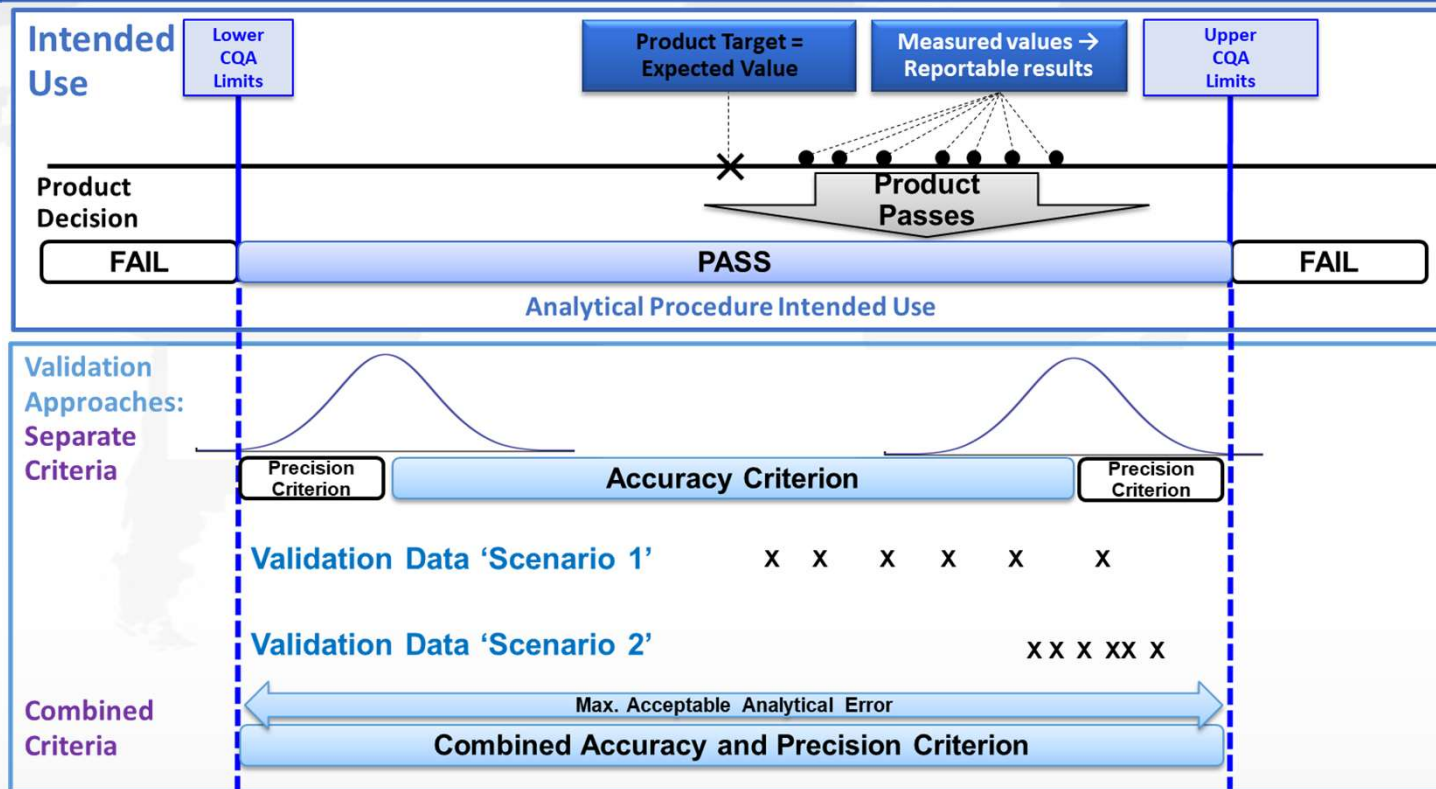 Intended
Use
Lower
CQA
Limits
Product Target =
Expected Value
Measured values →
Reportable results
Upper
CQA
Limits
Product
Decision
Product
Passes
FAIL
PASS
FAIL
Analytical Procedure Intended Use
Validation
Approaches:
Separate
Criteria
Precision
Criterion
Accuracy Criterion
Precision
Criterion
Validation Data ‘Scenario 1’
x x x x x x
Validation Data ‘Scenario 2’
x x x x x x
Combined
Criteria
Max. Acceptable Analytical Error
Combined Accuracy and Precision Criterion